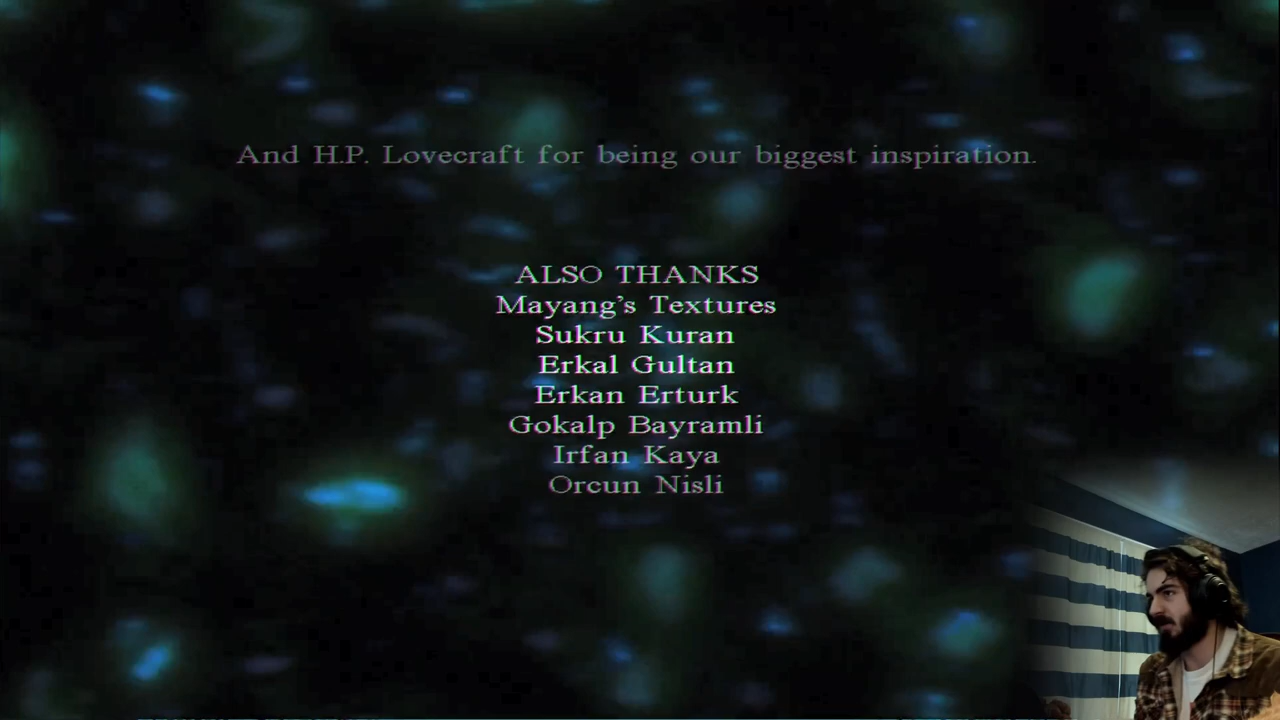 And H.P. Lovecraft for being our biggest inspiration.
ALSO THANKS
Mayang's Textures
Sukru Kuran
Erkal Gultan
Erkan Erturk
Gokalp Bayramli
Irfan Kaya
Orcun Nisli